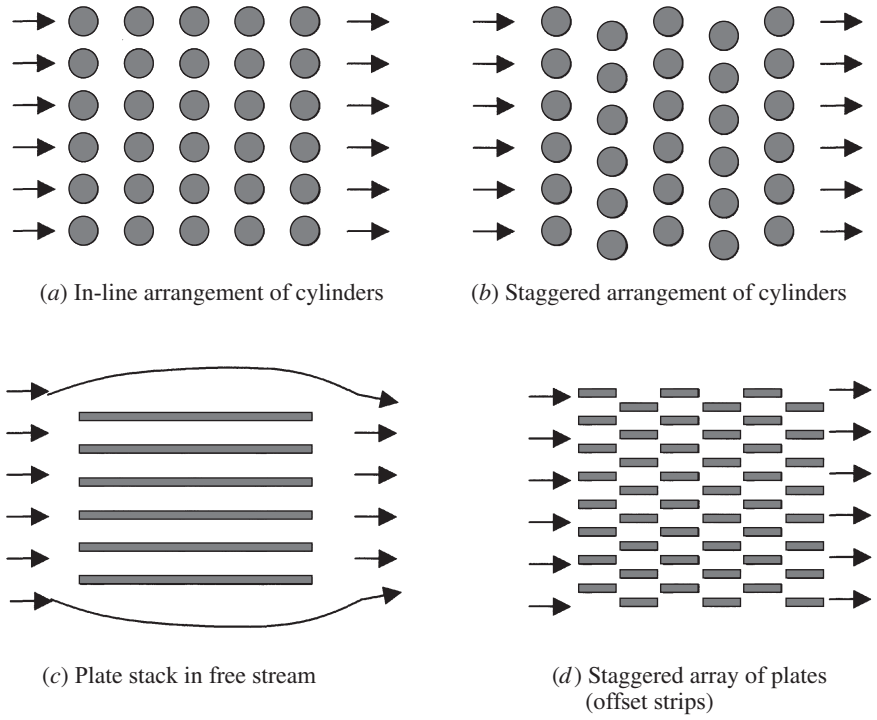 (a) In-line arrangement of cylinders
(b) Staggered arrangement of cylinders
(c) Plate stack in free stream
(d) Staggered array of plates
(offset strips)